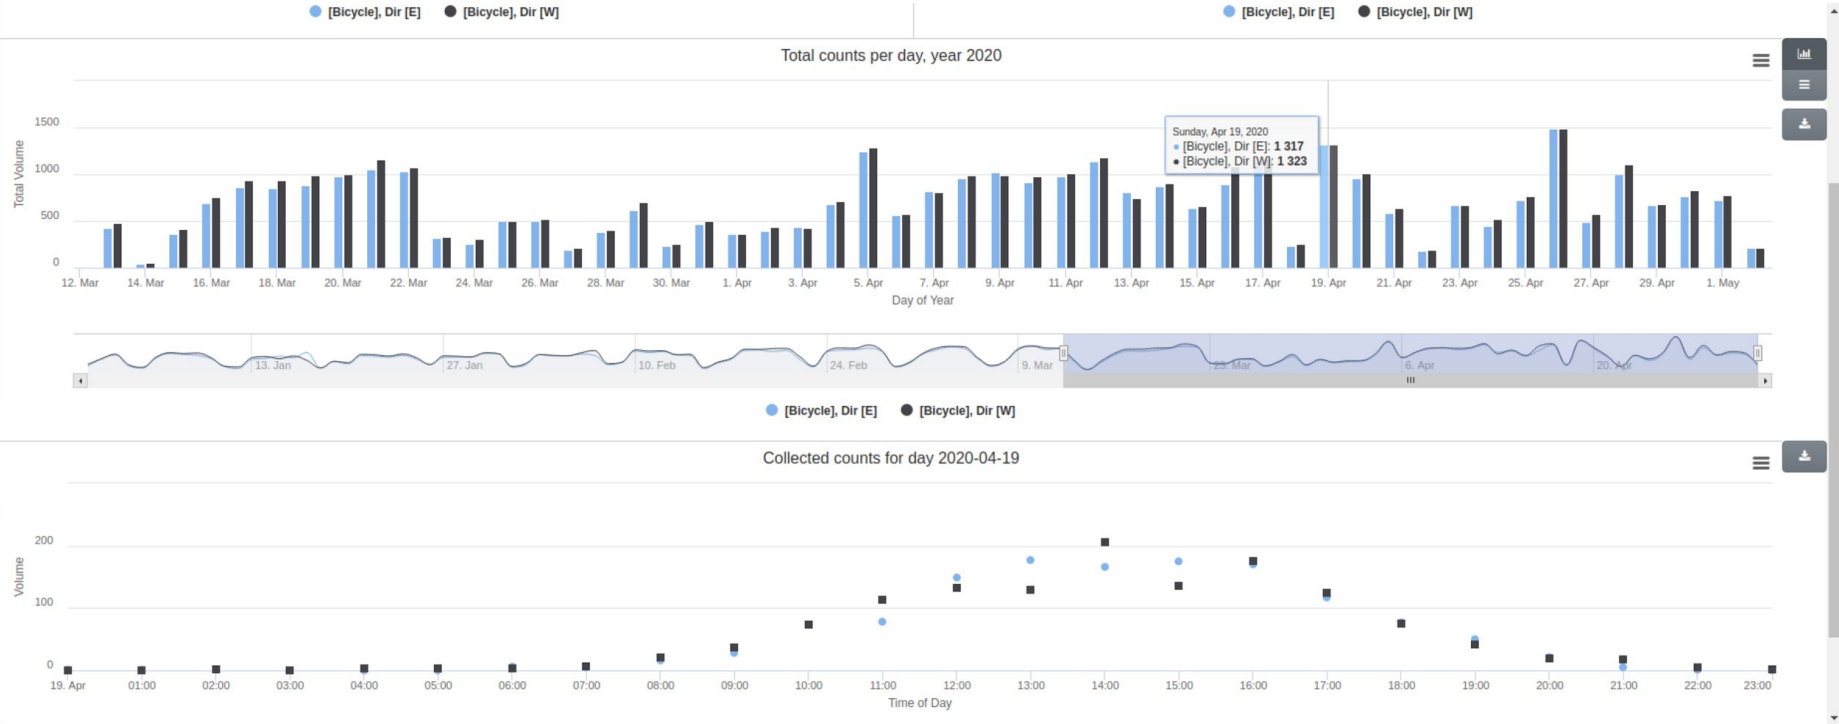 [Bicycle], Dir [E] [Bicycle], Dir [W] [Bicycle], Dir [E] [Bicycle], Dir [W]
Total counts per day, year 2020
Total Volume
1500
1000
500
0
Sunday, Apr 19, 2020
[Bicycle], Dir [E]: 1 317
[Bicycle], Dir [W]: 1 323
12. Mar 14. Mar 16. Mar 18. Mar 20. Mar 22. Mar 24. Mar 26. Mar 28. Mar 30. Mar 1. Apr 3. Apr 5. Apr 7. Apr 9. Apr 11. Apr 13. Apr 15. Apr 17. Apr 19. Apr 21. Apr 23. Apr 25. Apr 27. Apr 29. Apr 1. May
Day of Year
13. Jan 27. Jan 10. Feb 24. Feb 9. Mar 23. Mar 6. Apr 20. Apr
[Bicycle], Dir [E] [Bicycle], Dir [W]
Collected counts for day 2020-04-19
Volume
200
100
0
19. Apr 01:00 02:00 03:00 04:00 05:00 06:00 07:00 08:00 09:00 10:00 11:00 12:00 13:00 14:00 15:00 16:00 17:00 18:00 19:00 20:00 21:00 22:00 23:00
Time of Day